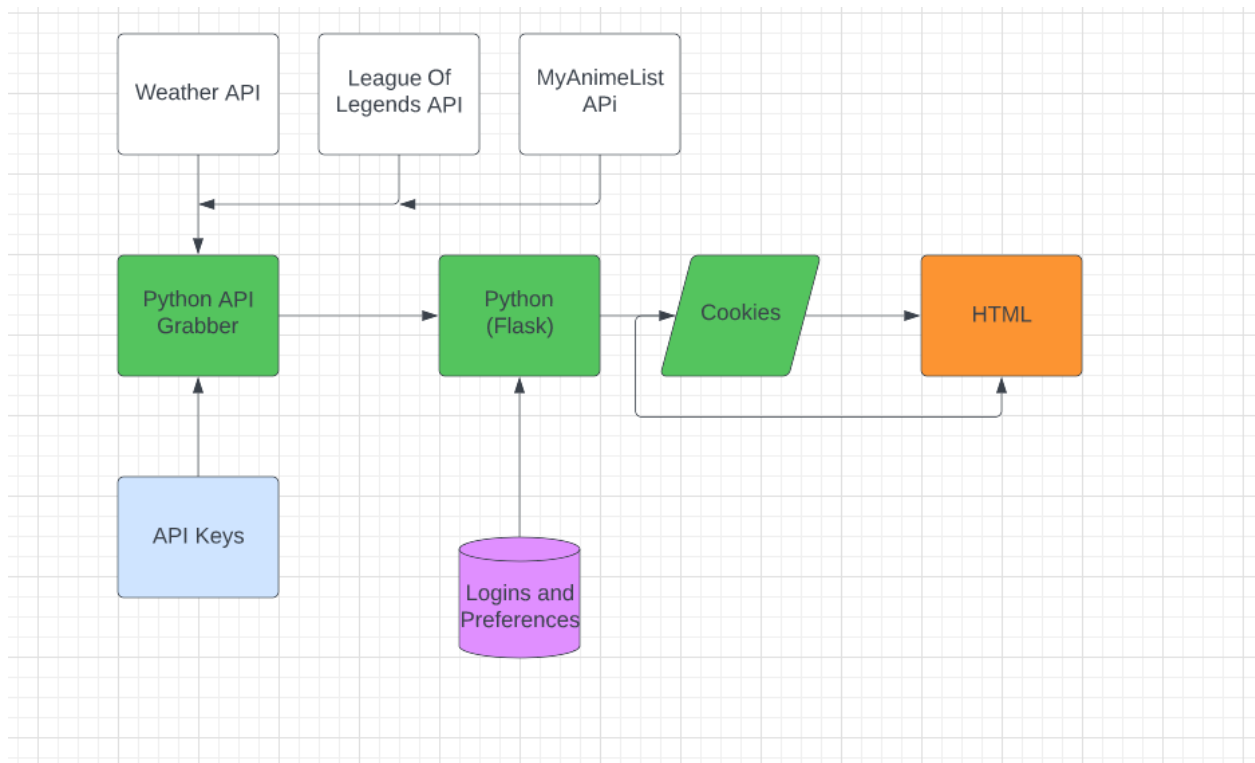 Weather API
League Of
Legends API
MyAnimeList
APi
Python API
Grabber
Python
(Flask)
Cookies
HTML
API Keys
Logins and
Preferences